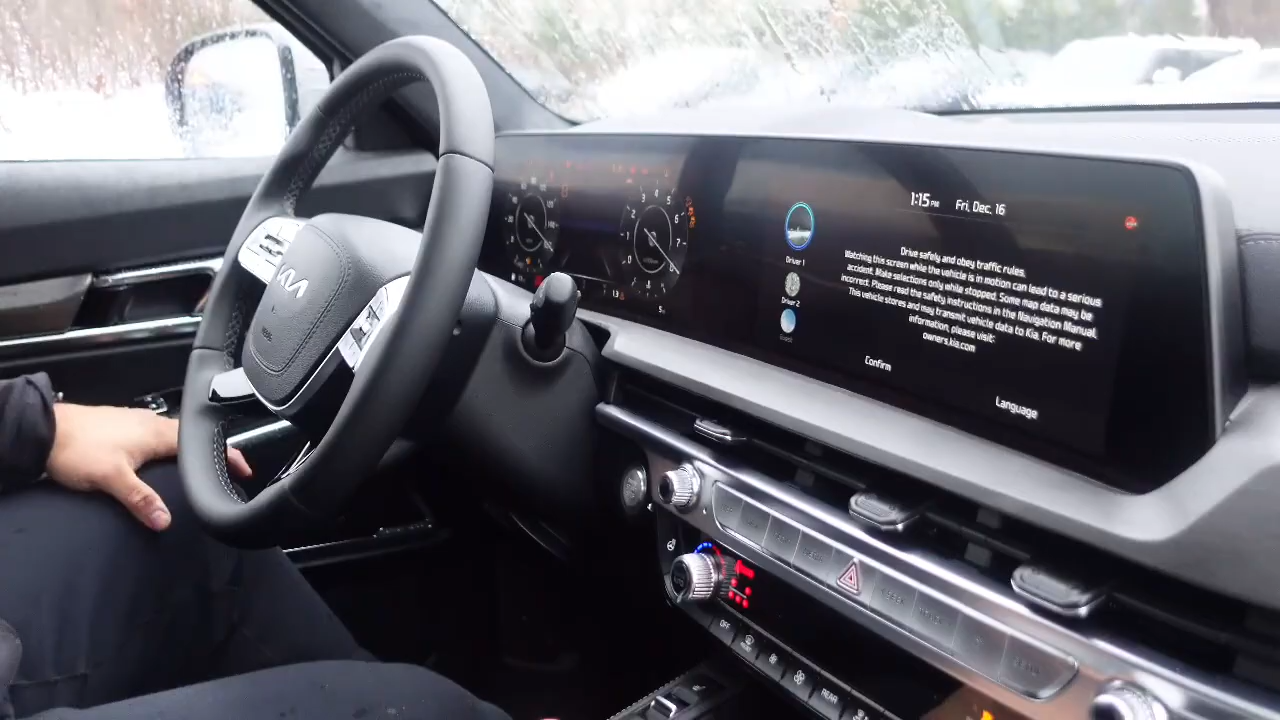 KIA
1:15 PM Fri, Dec. 16
Driver 1
Driver 2
Drive safely and obey traffic rules.
Watching this screen while the vehicle is in motion can lead to a serious
accident. Make selections only while stopped. Some map data may be
incorrect. Please read the safety instructions in the Navigation Manual.
This vehicle stores and may transmit vehicle data to Kia. For more
information, please visit:
owners.kia.com
Confirm
Language
OFF
REAR